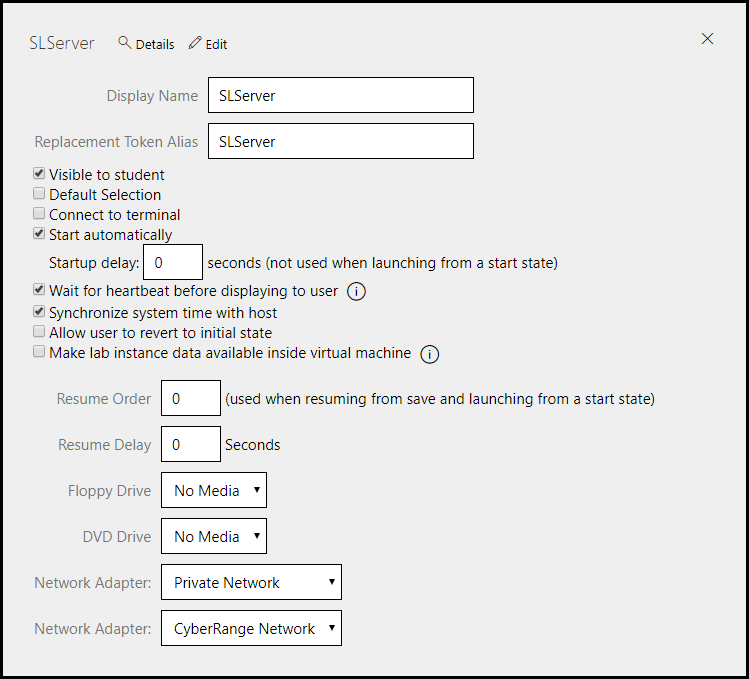 SLServer Details Edit
Display Name SLServer
Replacement Token Alias SLServer
Visible to student
Default Selection
Connect to terminal
Start automatically
Startup delay: 0 seconds (not used when launching from a start state)
Wait for heartbeat before displaying to user
Synchronize system time with host
Allow user to revert to initial state
Make lab instance data available inside virtual machine
Resume Order 0 (used when resuming from save and launching from a start state)
Resume Delay 0 Seconds
Floppy Drive No Media
DVD Drive No Media
Network Adapter: Private Network
Network Adapter: CyberRange Network